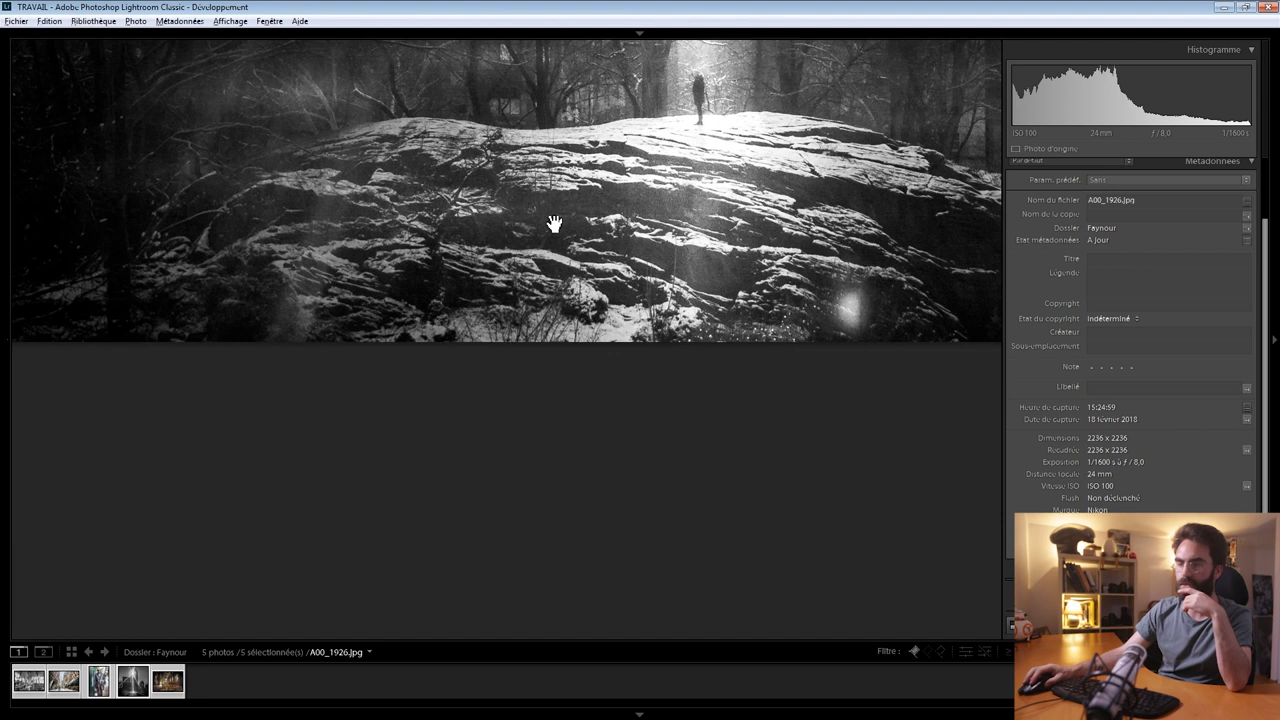 TRAVAIL - Adobe Photoshop Lightroom Classic - Développement
Fichier Edition Bibliothèque Photo Métadonnées Affichage Fenêtre Aide
Histogramme
ISO 100 24 mm ƒ / 8,0 1/1600 s
Photo d'origine
Par défaut Métadonnées
Param. prédéf. Sans
Nom du fichier A00_1926.jpg
Nom de la copie
Dossier Faynour
Etat métadonnées A jour
Titre
Légende
Copyright
Etat du copyright Indéterminé
Créateur
Sous-emplacement
Note
Libellé
Heure de capture 15:24:59
Date de capture 18 février 2018
Dimensions 2236 x 2236
Recadrée 2236 x 2236
Exposition 1/1600 s à ƒ / 8,0
Distance focale 24 mm
Vitesse ISO ISO 100
Flash Non déclenché
Marque Nikon
1 2 Dossier : Faynour 5 photos /5 sélectionnée(s) /A00_1926.jpg Filtre :